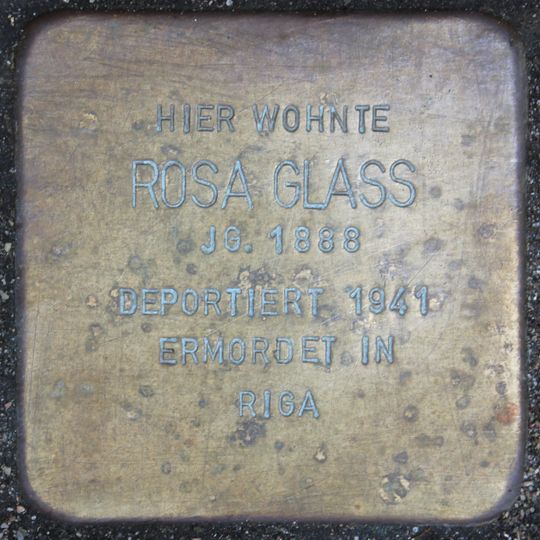 HIER WOHNTE
ROSA GLASS
JG. 1888
DEPORTIERT 1941
ERMORDET IN
RIGA